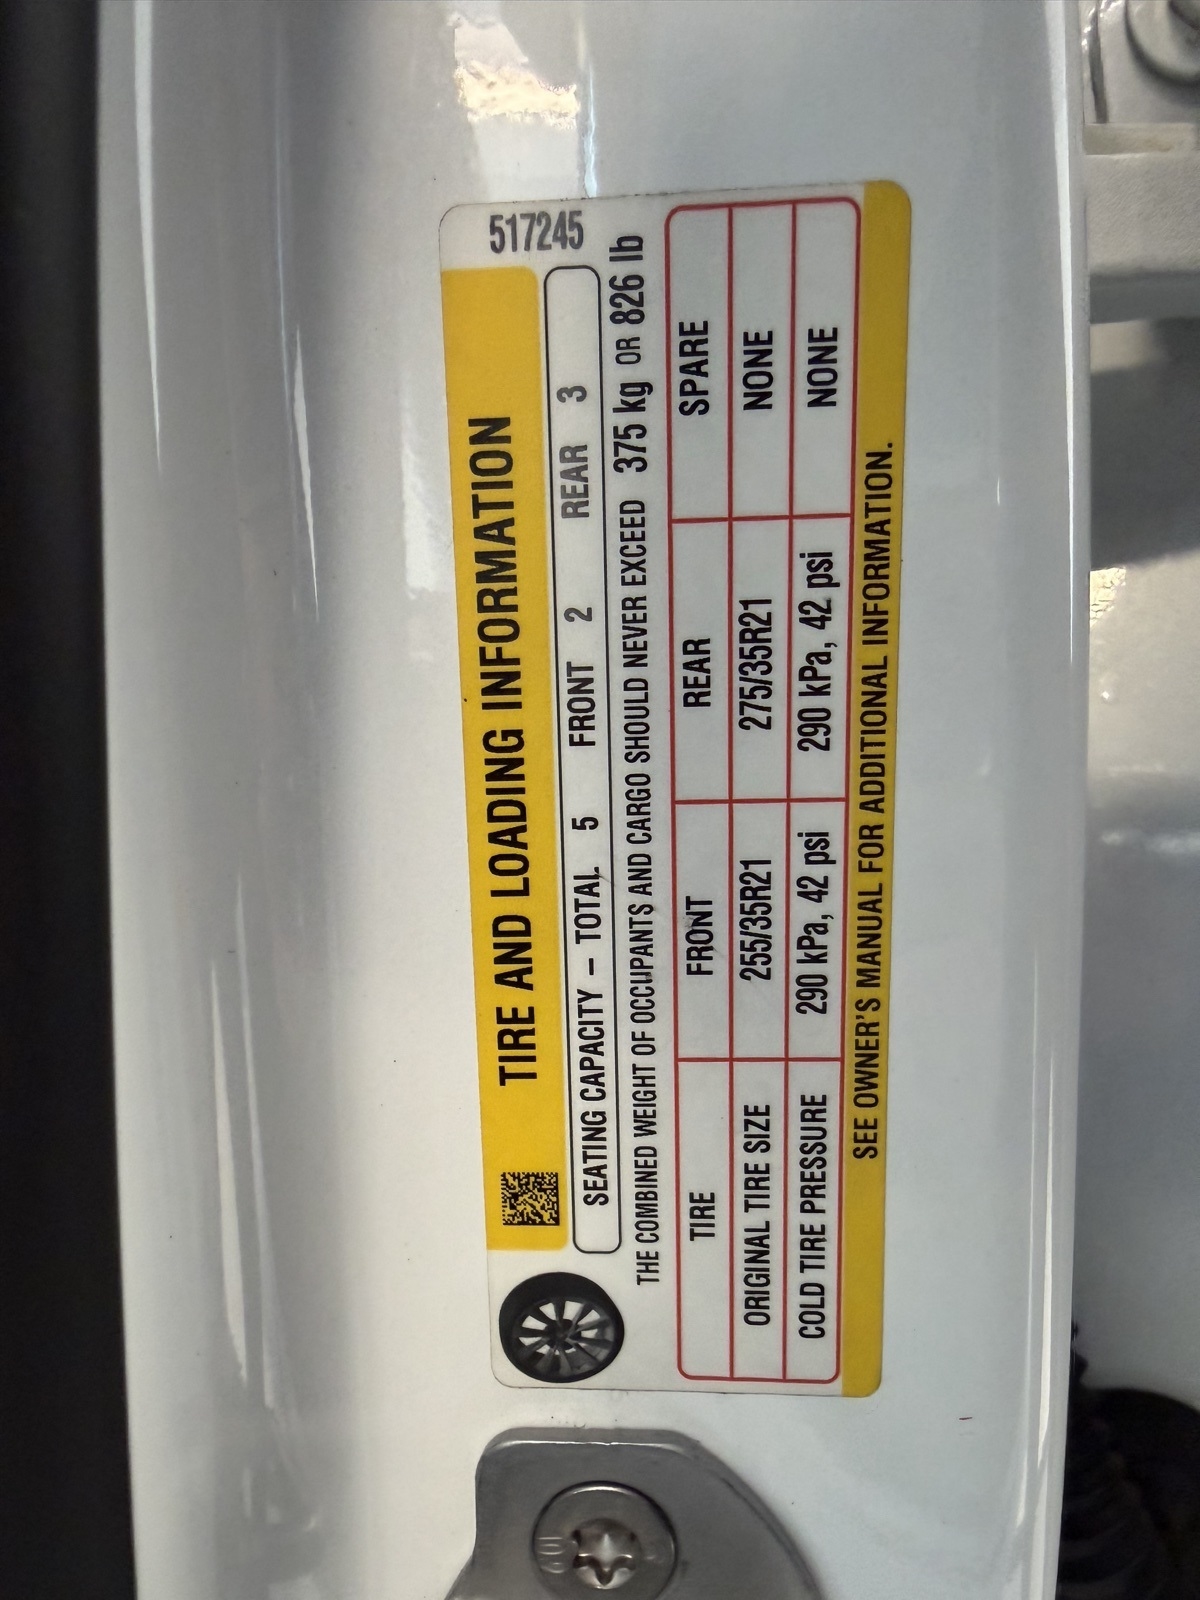 517245
TIRE AND LOADING INFORMATION
SEATING CAPACITY – TOTAL 5 FRONT 2 REAR 3
THE COMBINED WEIGHT OF OCCUPANTS AND CARGO SHOULD NEVER EXCEED 375 kg OR 826 lb
TIRE FRONT REAR SPARE
ORIGINAL TIRE SIZE 255/35R21 275/35R21 NONE
COLD TIRE PRESSURE 290 kPa, 42 psi 290 kPa, 42 psi NONE
SEE OWNER'S MANUAL FOR ADDITIONAL INFORMATION.